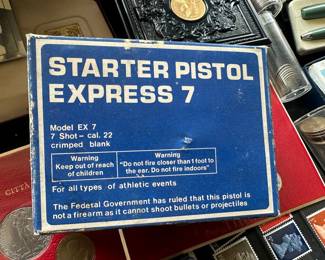 STARTER PISTOL
EXPRESS 7
Model EX 7
7 Shot - cal. 22
crimped blank
Warning
Keep out of reach
of children
Warning
"Do not fire closer than 1 foot to
the ear. Do not fire indoors"
For all types of athletic events
The Federal Government has ruled that this pistol is
not a firearm as it cannot shoot bullets or projectiles
CITTÀ